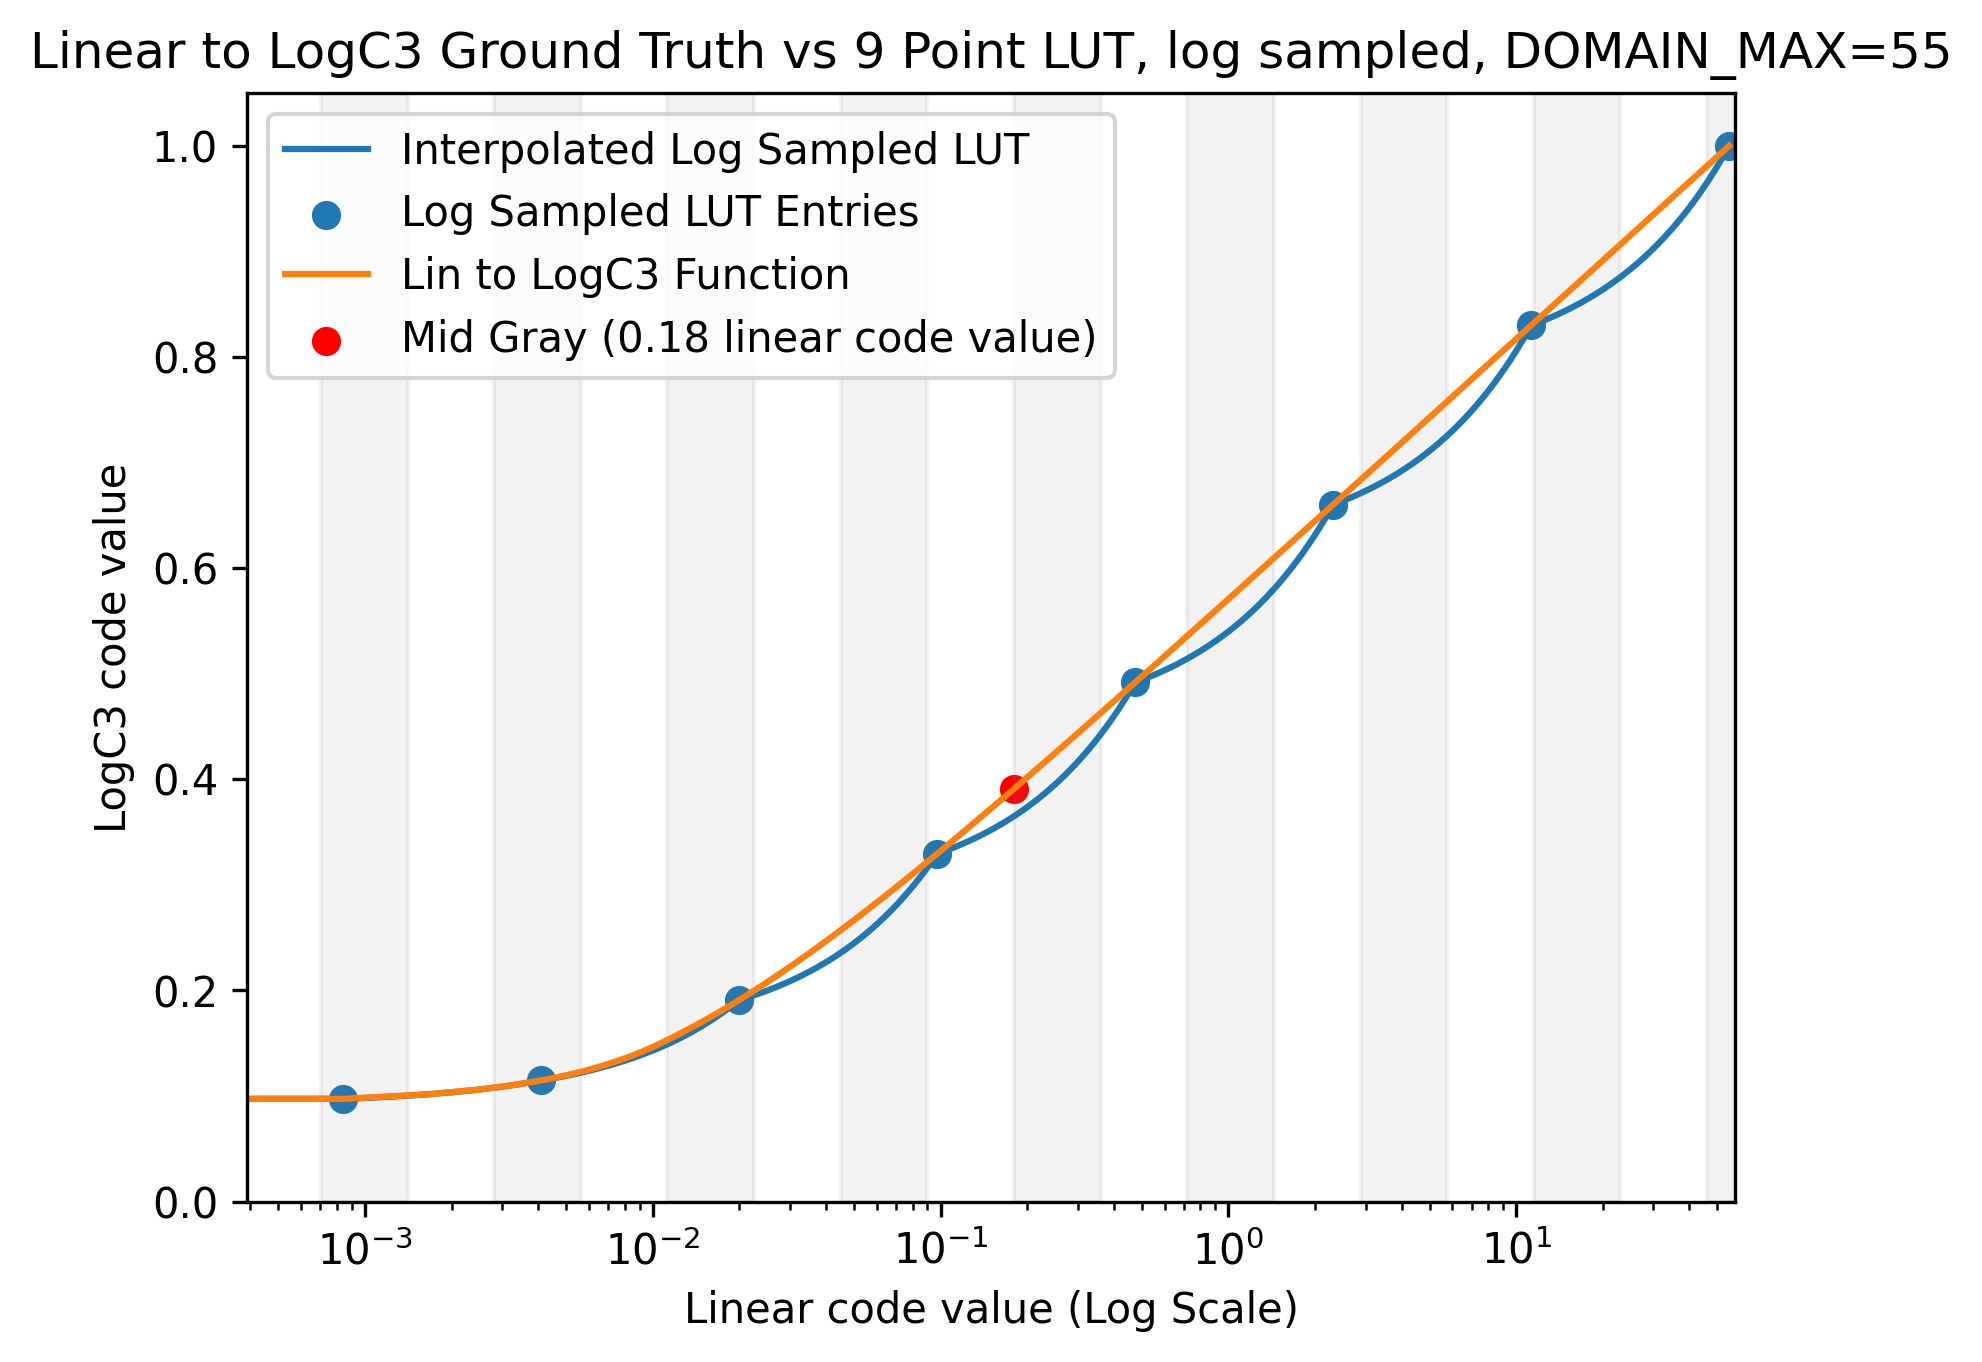 Linear to LogC3 Ground Truth vs 9 Point LUT, log sampled, DOMAIN_MAX=55
Interpolated Log Sampled LUT
Log Sampled LUT Entries
Lin to LogC3 Function
Mid Gray (0.18 linear code value)
LogC3 code value
1.0
0.8
0.6
0.4
0.2
0.0
10⁻³ 10⁻² 10⁻¹ 10⁰ 10¹
Linear code value (Log Scale)